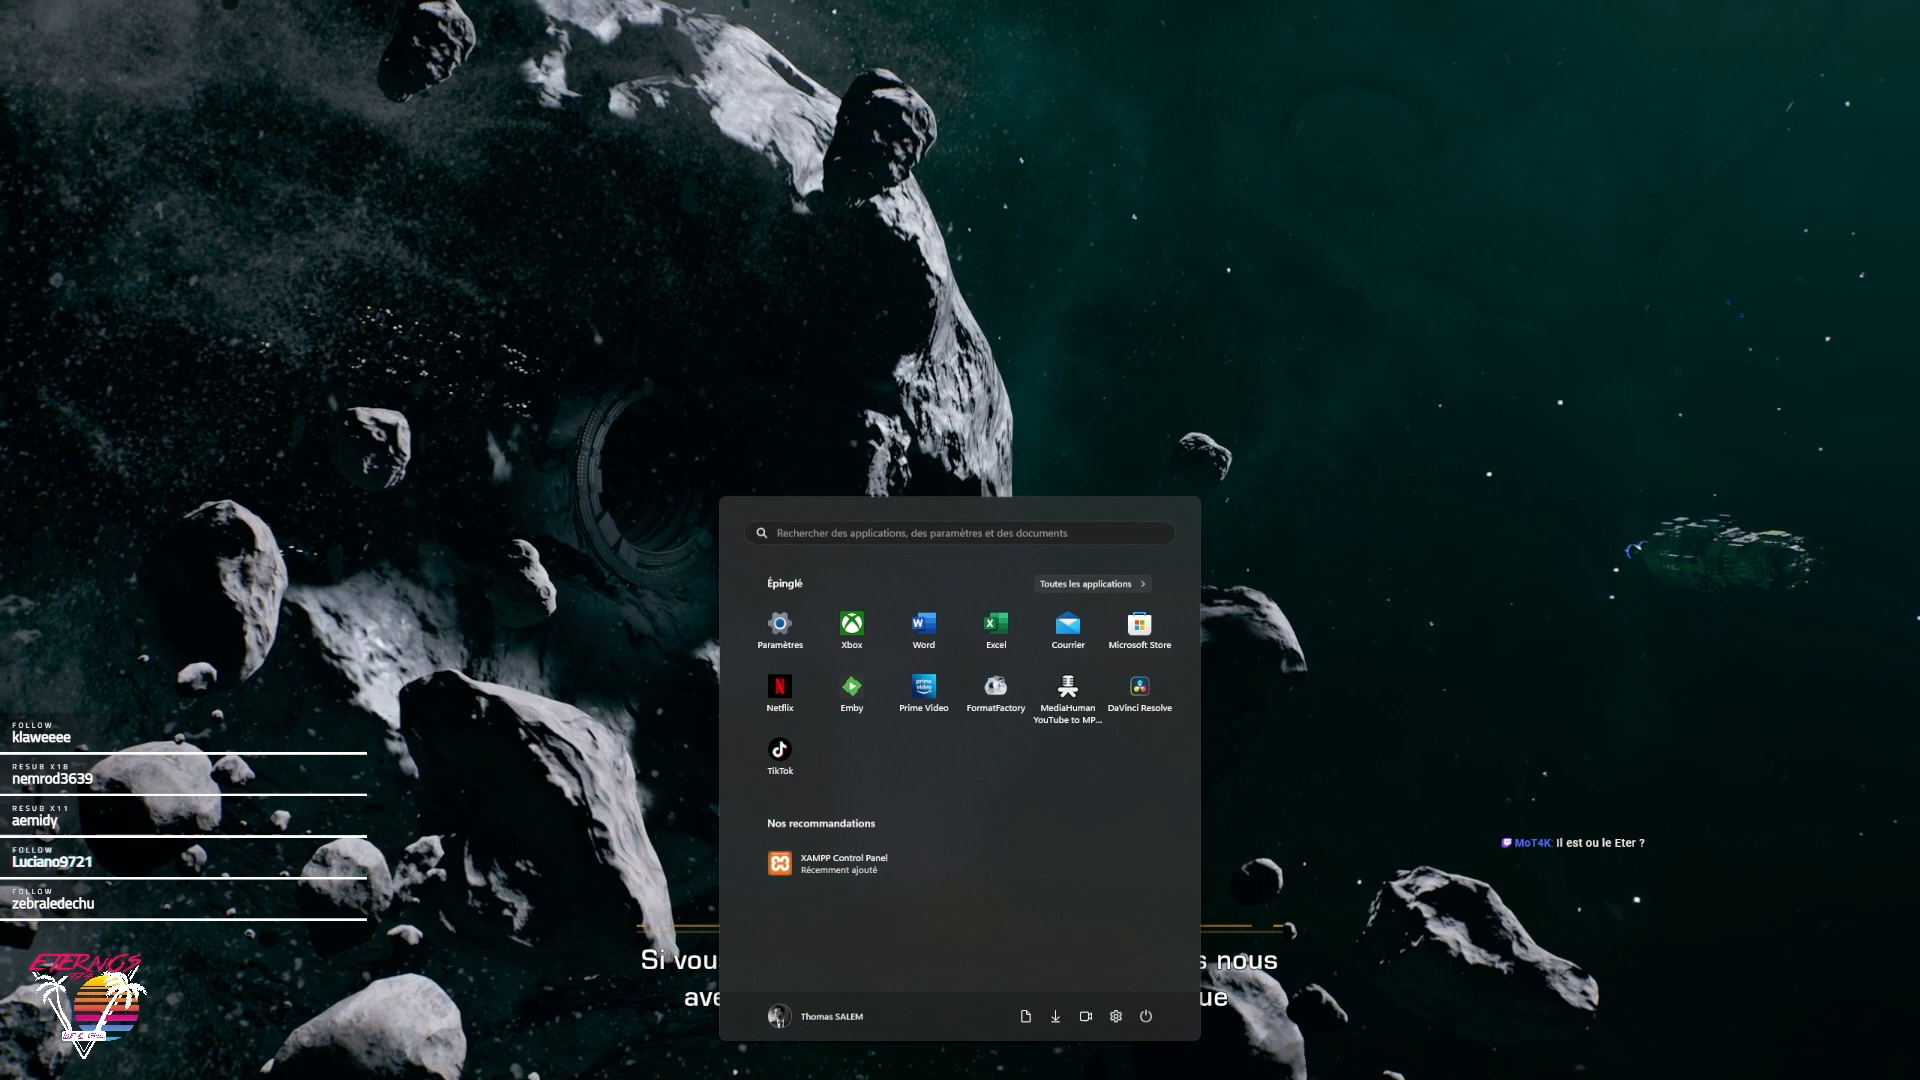 Rechercher des applications, des paramètres et des documents
Épinglé
Toutes les applications
Paramètres
Xbox
Word
Excel
Courrier
Microsoft Store
Netflix
Emby
Prime Video
FormatFactory
MediaHuman
YouTube to MP...
DaVinci Resolve
TikTok
Nos recommandations
XAMPP Control Panel
Récemment ajouté
Thomas SALEM
FOLLOW
klaweeee
RESUB X18
nemrod3639
RESUB X11
aemidy
FOLLOW
Luciano9721
FOLLOW
zebraledechu
ETERNOS
MoT4K: Il est ou le Eter ?
Si vous nous